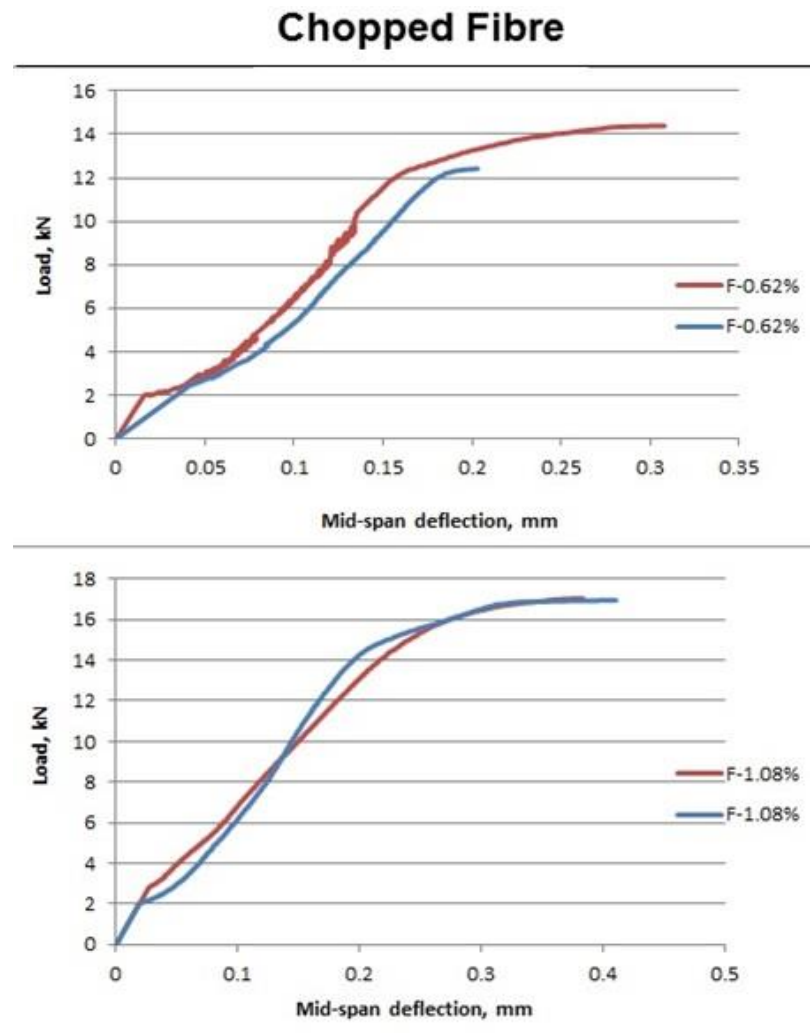 Chopped Fibre
16
14
12
10
8
6
4
2
0
Load, kN
F-0.62%
F-0.62%
0 0.05 0.1 0.15 0.2 0.25 0.3 0.35
Mid-span deflection, mm
18
16
14
12
10
8
6
4
2
0
Load, kN
F-1.08%
F-1.08%
0 0.1 0.2 0.3 0.4 0.5
Mid-span deflection, mm